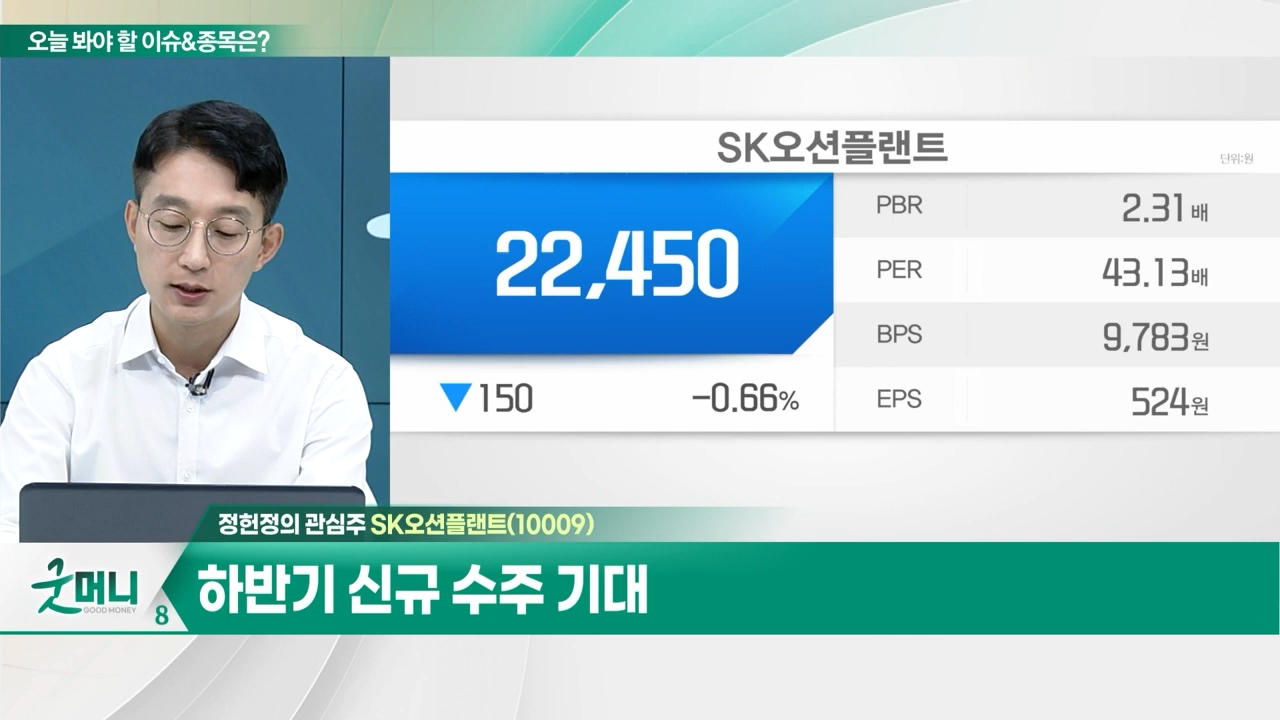 오늘 봐야 할 이슈&종목은?
SK오션플랜트
단위:원
22,450
▼150 -0.66%
PBR 2.31배
PER 43.13배
BPS 9,783원
EPS 524원
정헌정의 관심주 SK오션플랜트(10009)
하반기 신규 수주 기대
굿머니
GOOD MONEY
8